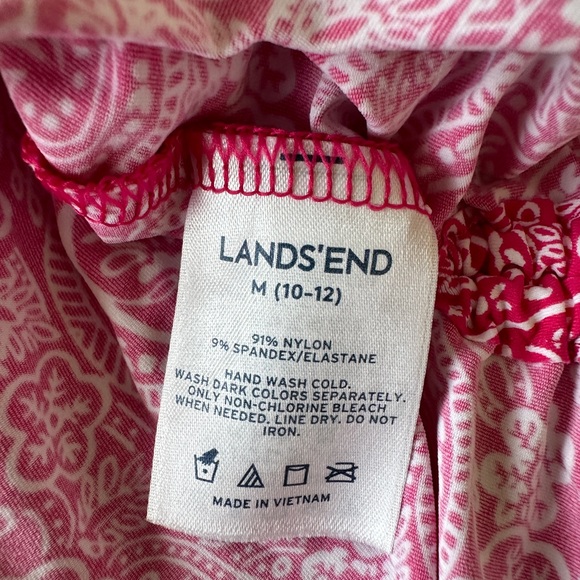 LANDS'END
M (10-12)
91% NYLON
9% SPANDEX/ELASTANE
HAND WASH COLD.
WASH DARK COLORS SEPARATELY.
ONLY NON-CHLORINE BLEACH
WHEN NEEDED. LINE DRY. DO NOT
IRON.
MADE IN VIETNAM